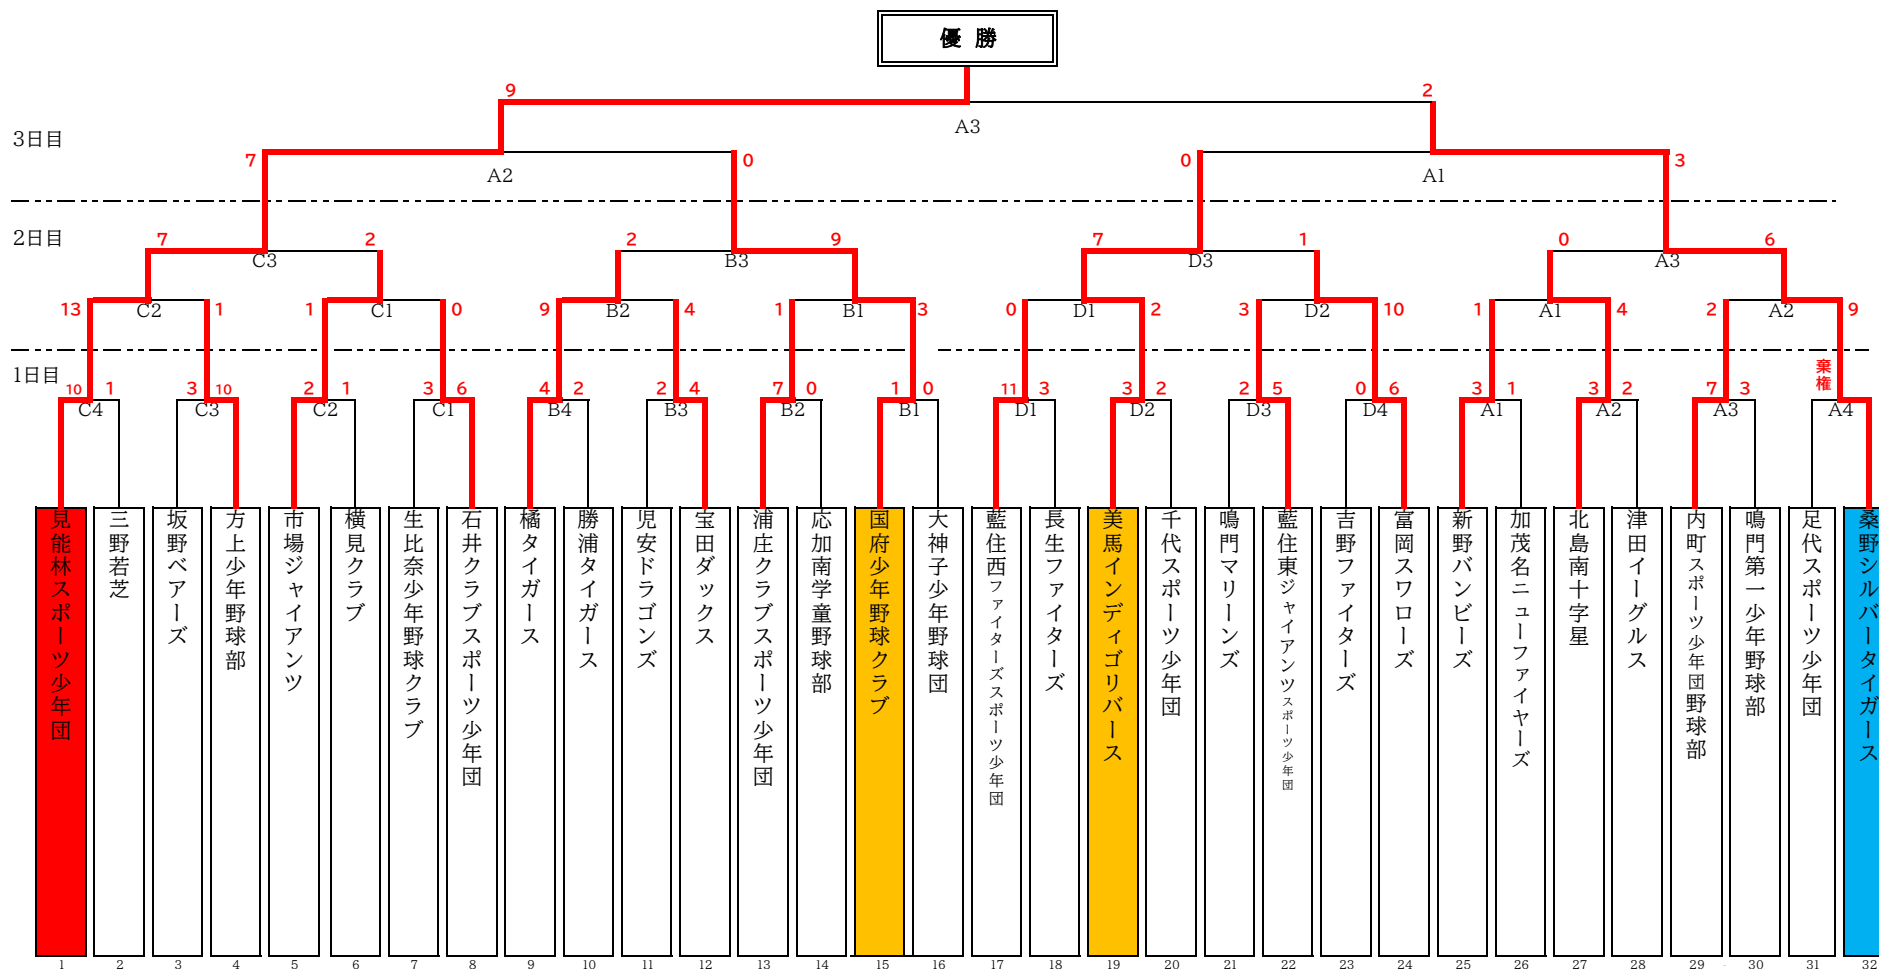 優 勝
9 2
A3
3日目
7 0 0 3
A2 A1
2日目
7 2 2 9 7 1 0 6
C3 B3 D3 A3
13 C2 1 1 C1 0 9 B2 4 1 B1 3 0 D1 2 3 D2 10 1 A1 4 2 A2 9
1日目
棄権
10 1 3 10 2 1 3 6 4 2 2 4 7 0 1 0 11 3 3 2 2 5 0 6 3 1 3 2 7 3
C4 C3 C2 C1 B4 B3 B2 B1 D1 D2 D3 D4 A1 A2 A3 A4
見能林スポーツ少年団
三野若芝
坂野ベアーズ
方上少年野球部
市場ジャイアンツ
横見クラブ
生比奈少年野球クラブ
石井クラブスポーツ少年団
橘タイガース
勝浦タイガース
児安ドラゴンズ
宝田ダックス
浦庄クラブスポーツ少年団
応加南学童野球部
国府少年野球クラブ
大神子少年野球団
藍住西ファイターズスポーツ少年団
長生ファイターズ
美馬インディゴリバース
千代スポーツ少年団
鳴門マリーンズ
藍住東ジャイアンツスポーツ少年団
吉野ファイターズ
富岡スワローズ
新野バンビーズ
加茂名ニューファイヤーズ
北島南十字星
津田イーグルス
内町スポーツ少年団野球部
鳴門第一少年野球部
足代スポーツ少年団
桑野シルバータイガース
1 2 3 4 5 6 7 8 9 10 11 12 13 14 15 16 17 18 19 20 21 22 23 24 25 26 27 28 29 30 31 32